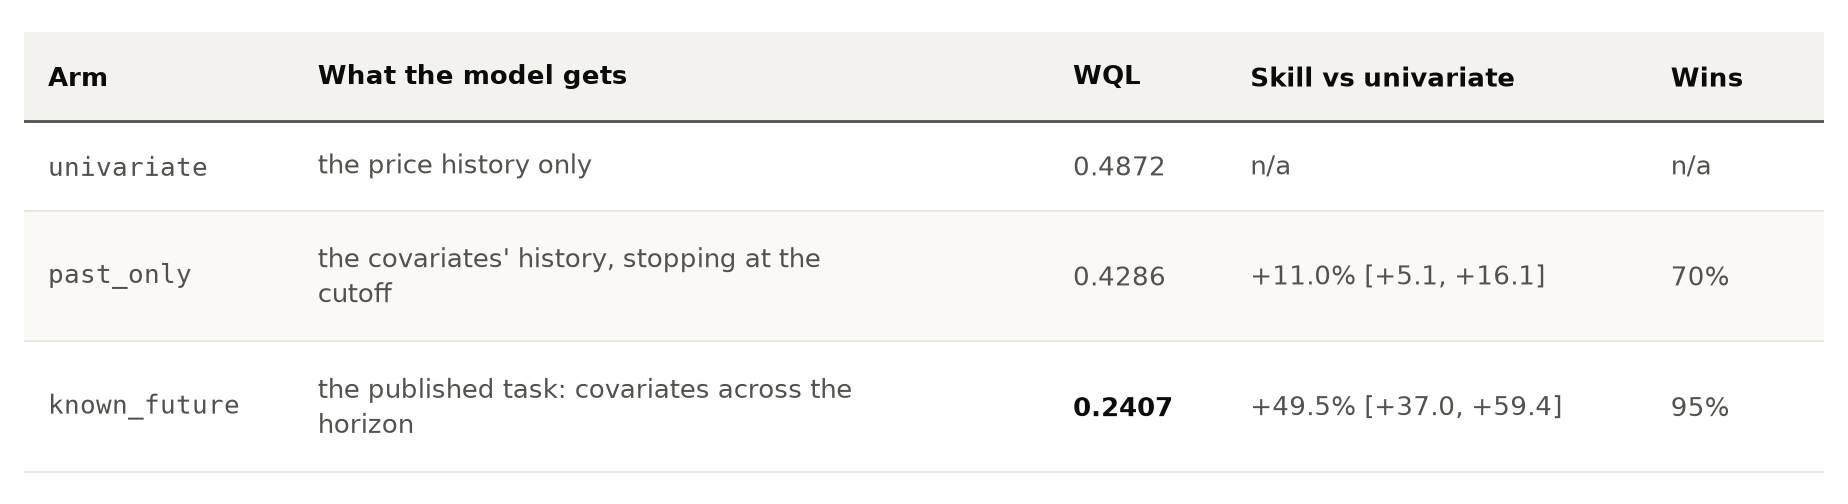 Arm What the model gets WQL Skill vs univariate Wins
univariate the price history only 0.4872 n/a n/a
past_only the covariates' history, stopping at the
cutoff 0.4286 +11.0% [+5.1, +16.1] 70%
known_future the published task: covariates across the
horizon 0.2407 +49.5% [+37.0, +59.4] 95%